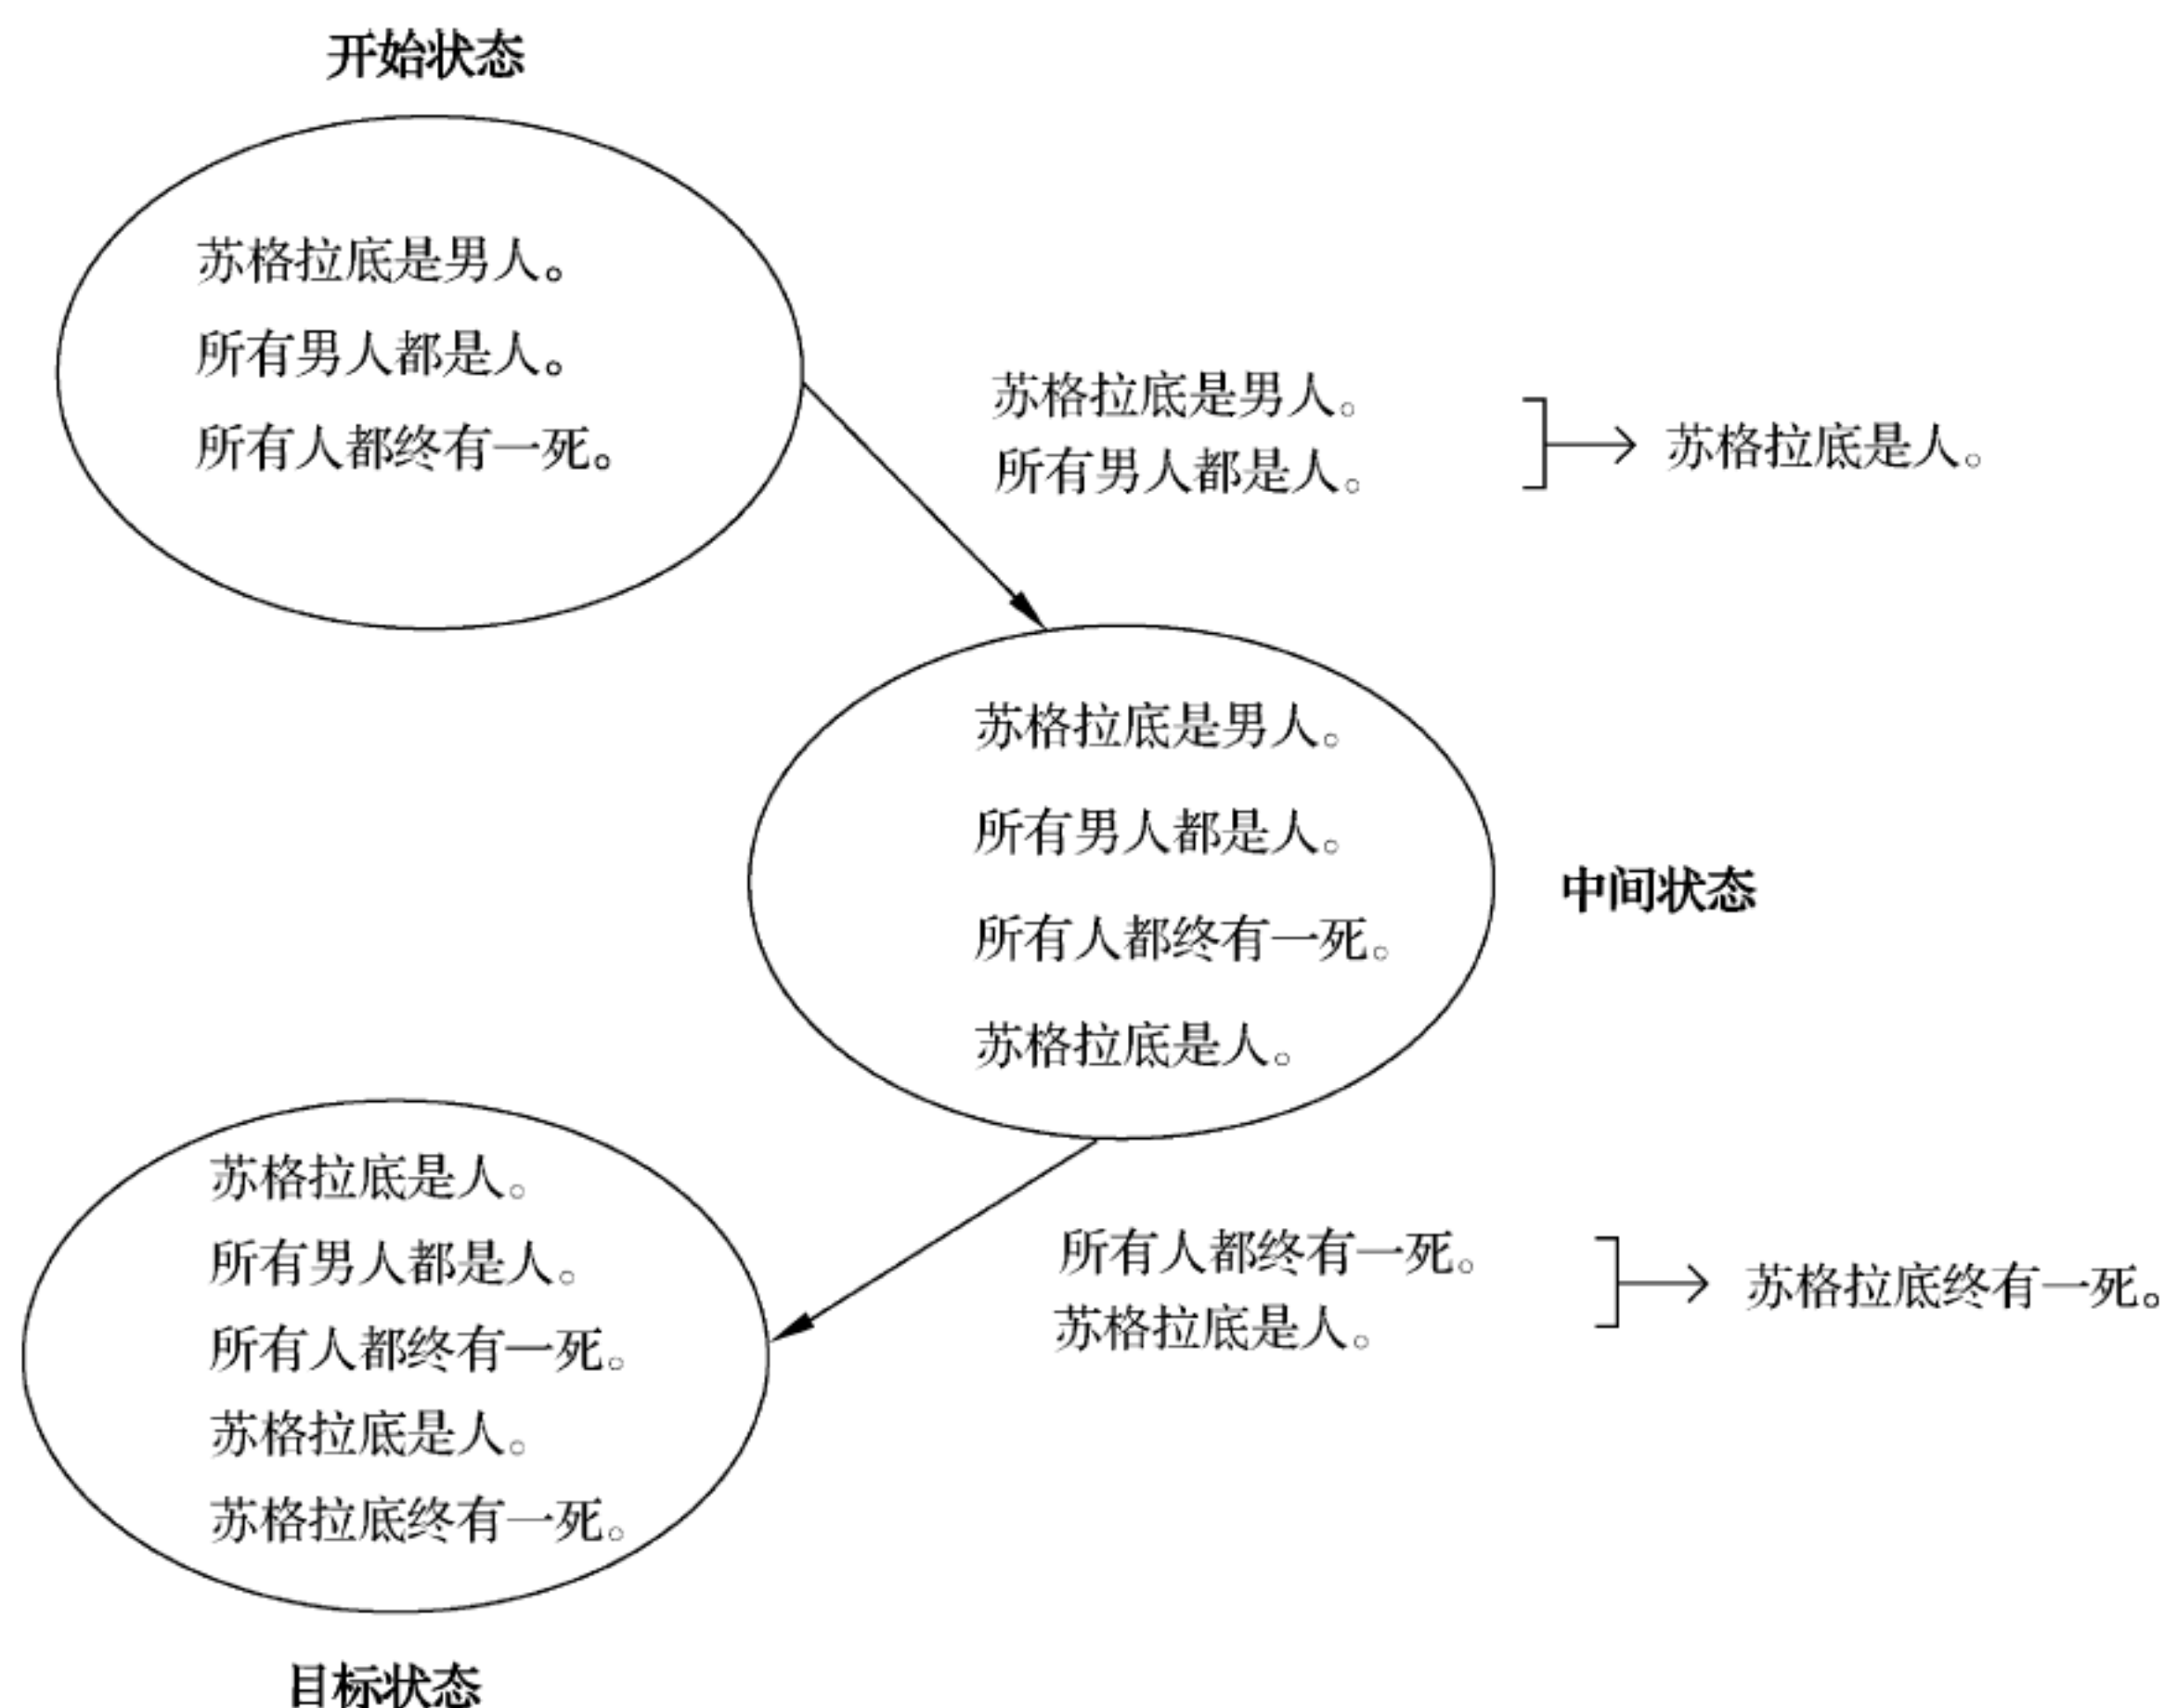 开始状态
苏格拉底是男人。
所有男人都是人。
所有人都终有一死。
苏格拉底是男人。
所有男人都是人。
苏格拉底是人。
苏格拉底是男人。
所有男人都是人。
所有人都终有一死。
苏格拉底是人。
中间状态
苏格拉底是人。
所有男人都是人。
所有人都终有一死。
苏格拉底是人。
苏格拉底终有一死。
所有人都终有一死。
苏格拉底是人。
苏格拉底终有一死。
目标状态